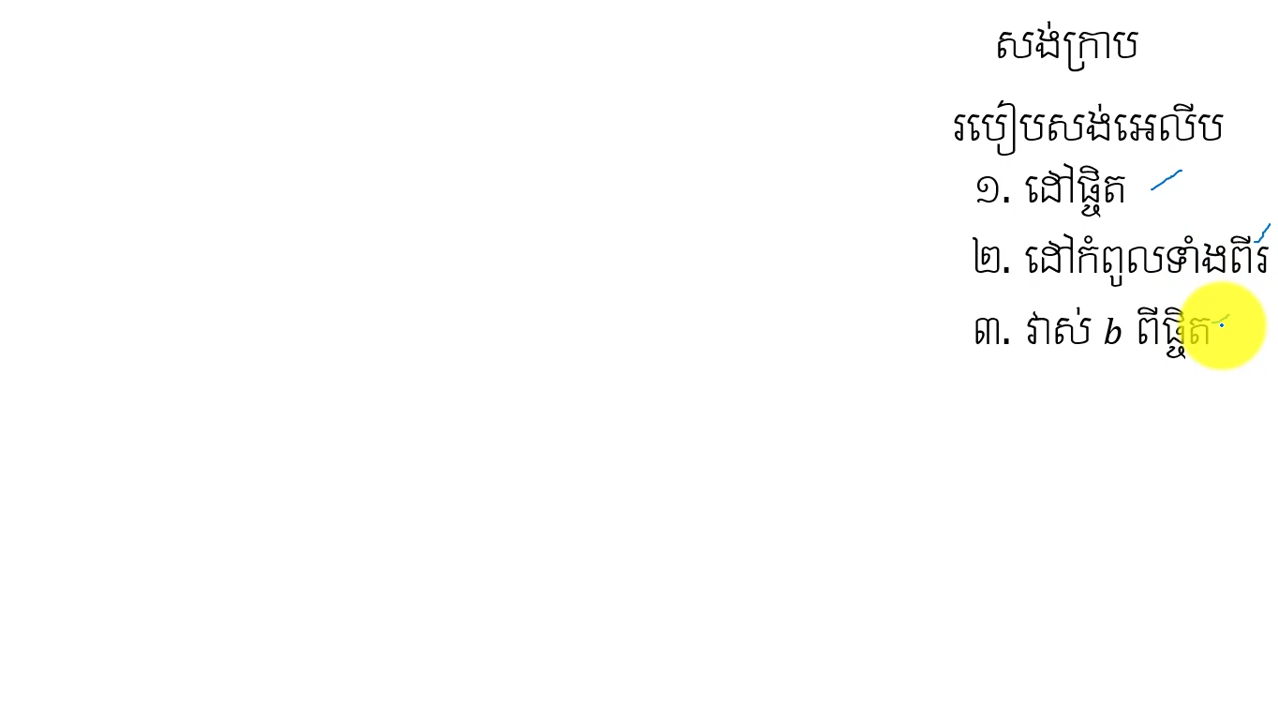 សង់ក្រាប
របៀបសង់អេលីប
១. ដៅផ្ចិត
២. ដៅកំពូលទាំងពីរ
៣. វាស់ b ពីផ្ចិត